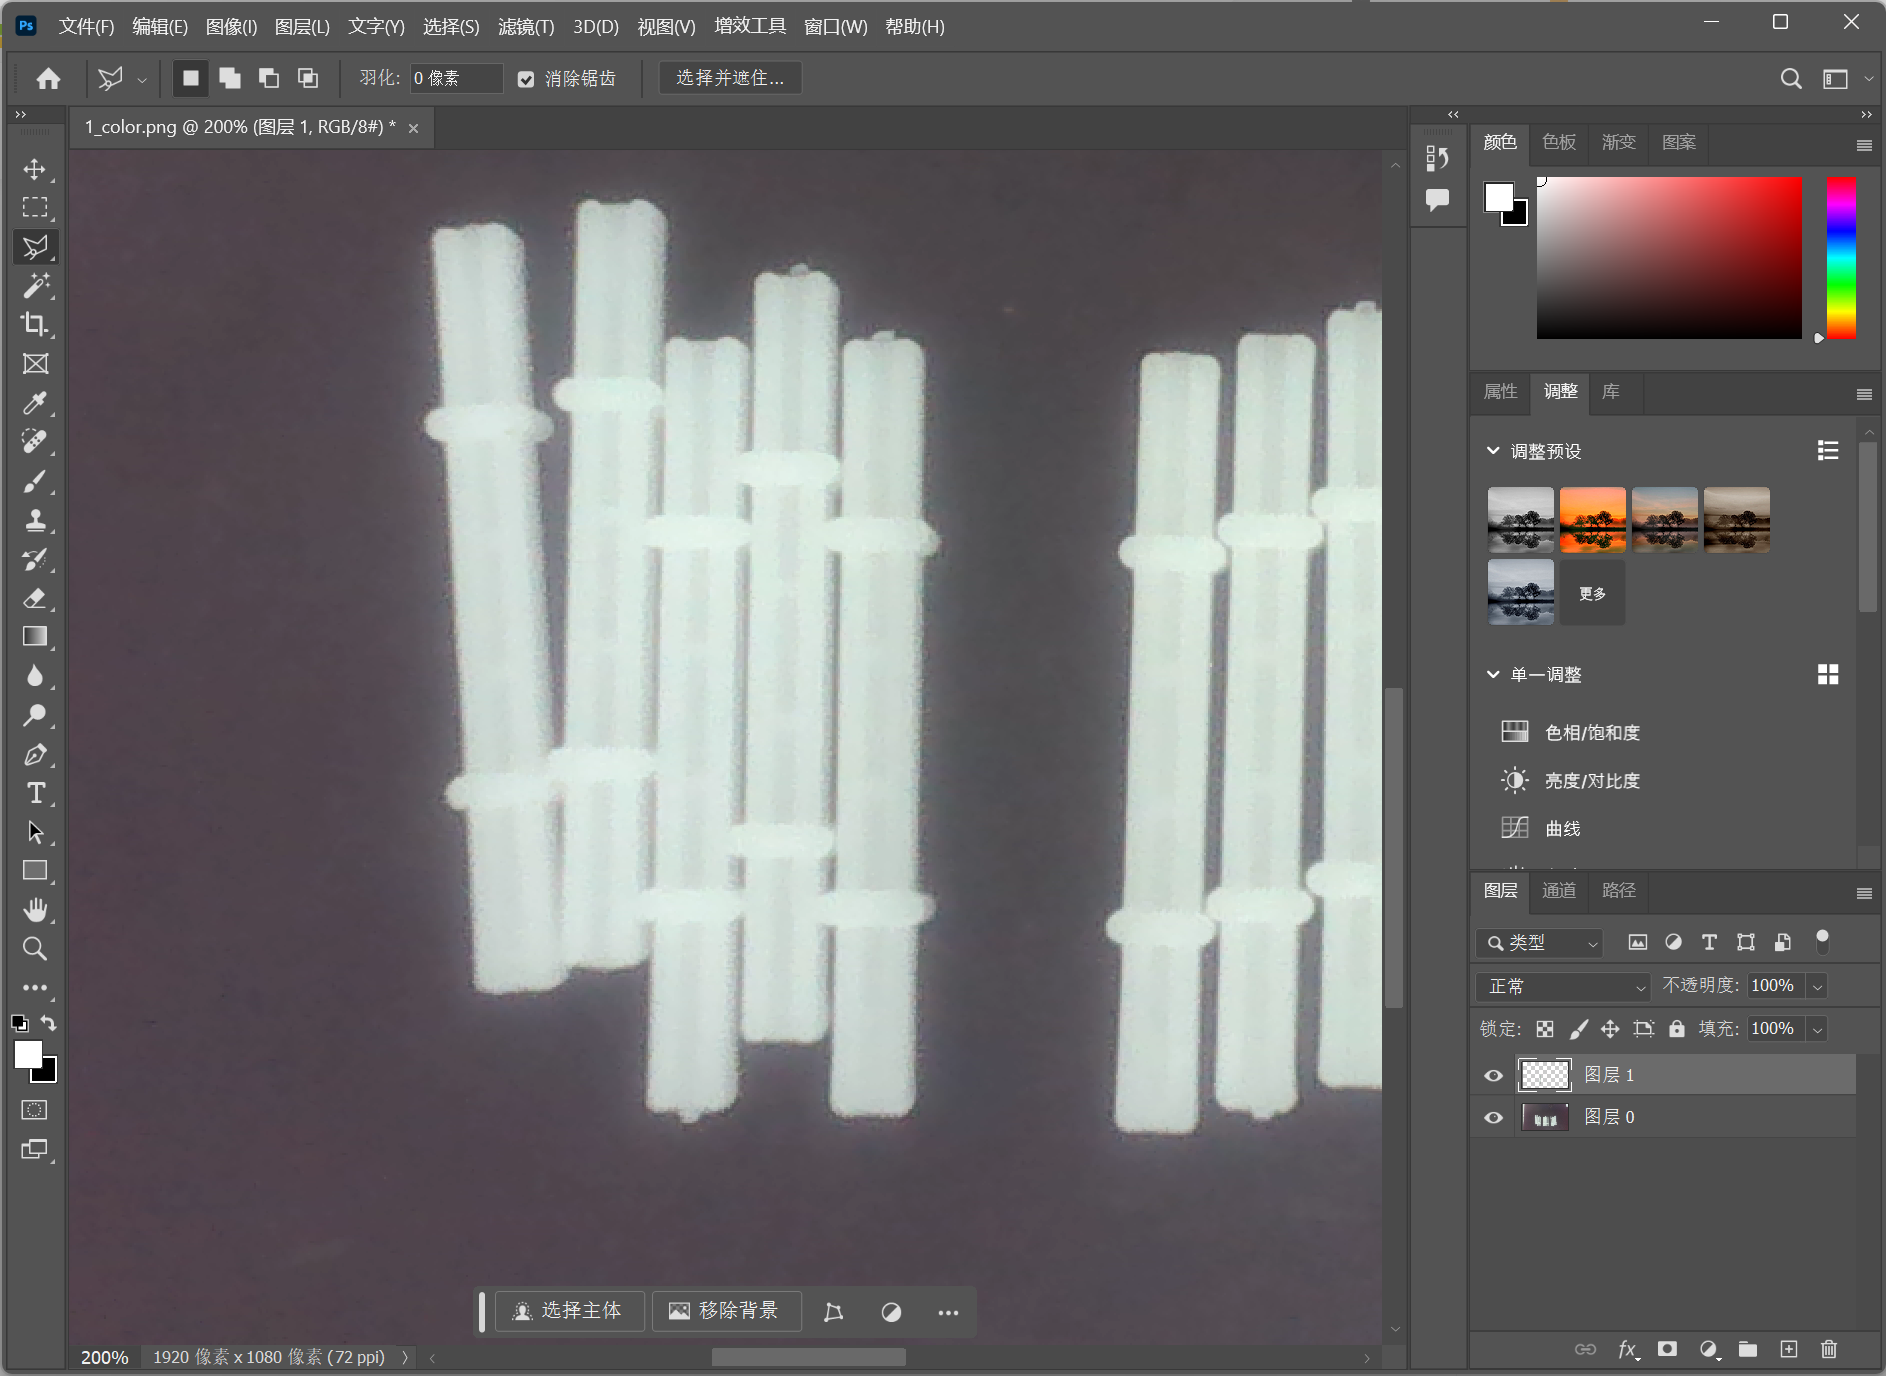 Ps 文件(F) 编辑(E) 图像(I) 图层(L) 文字(Y) 选择(S) 滤镜(T) 3D(D) 视图(V) 增效工具 窗口(W) 帮助(H)
羽化: 0 像素 消除锯齿 选择并遮住...
1_color.png @ 200% (图层 1, RGB/8#) * ×
颜色 色板 渐变 图案
属性 调整 库
调整预设
更多
单一调整
色相/饱和度
亮度/对比度
曲线
图层 通道 路径
类型
正常 不透明度: 100%
锁定: 填充: 100%
图层 1
图层 0
选择主体 移除背景
200% 1920 像素 x 1080 像素 (72 ppi)
fx